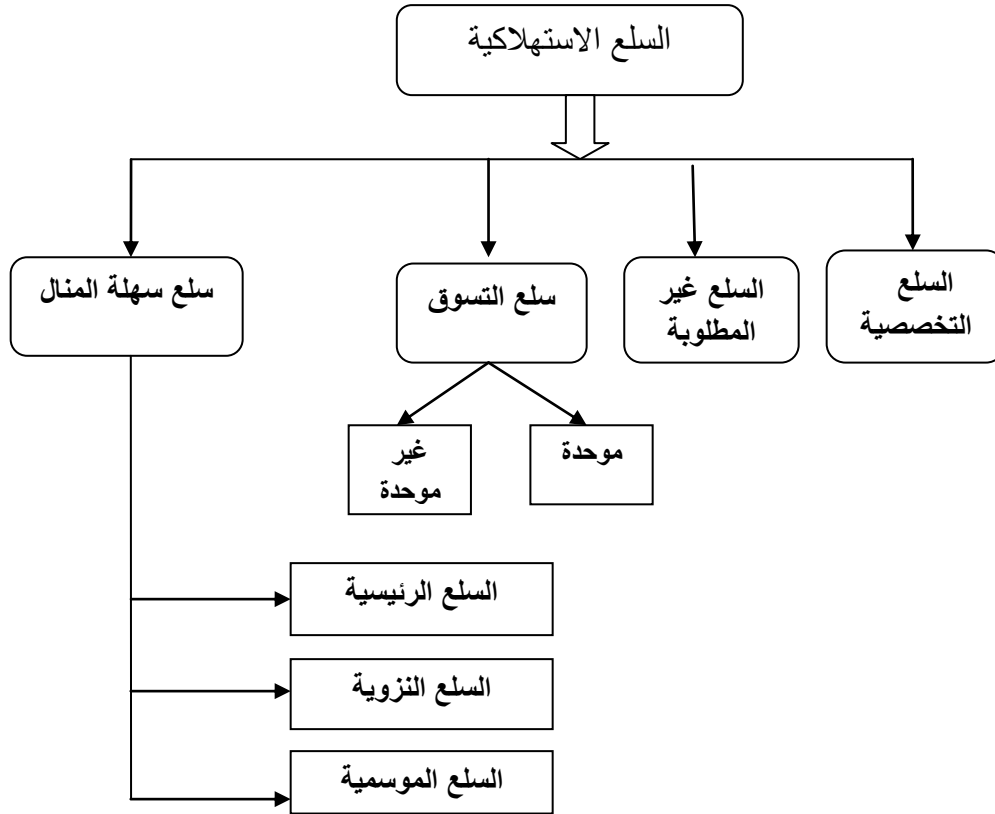 السلع الاستهلاكية
السلع
التخصصية
السلع غير
المطلوبة
سلع التسوق
سلع سهلة المنال
موحدة
غير
موحدة
السلع الرئيسية
السلع النزوية
السلع الموسمية